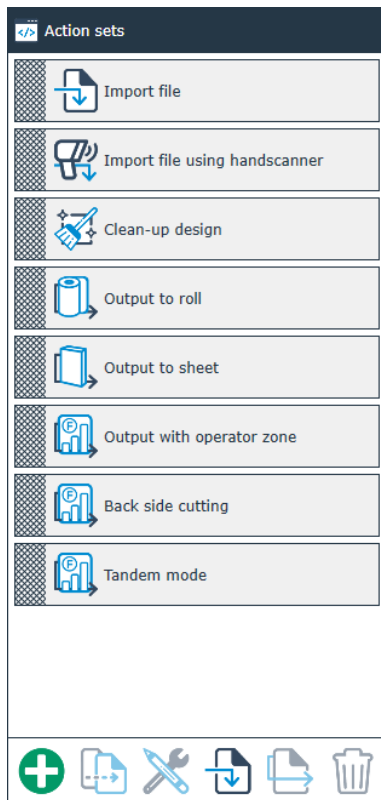 Action sets
Import file
Import file using handscanner
Clean-up design
Output to roll
Output to sheet
Output with operator zone
Back side cutting
Tandem mode